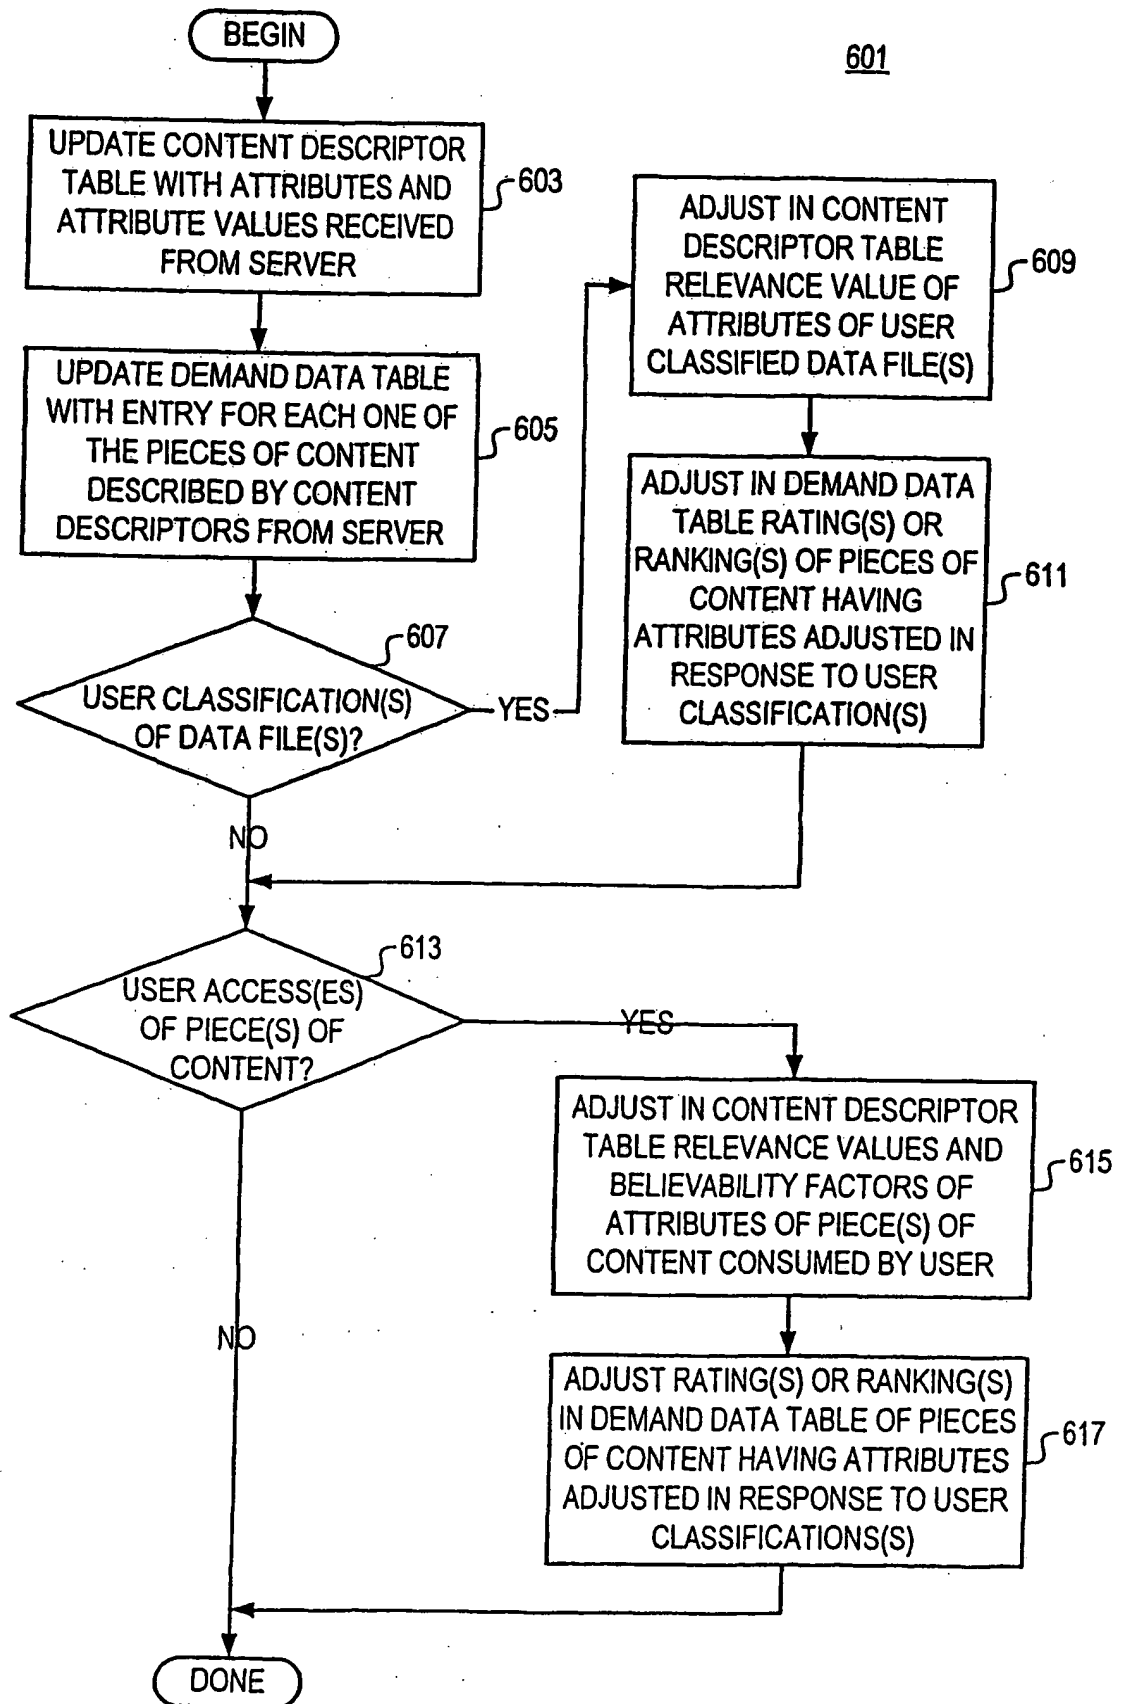 BEGIN
601
UPDATE CONTENT DESCRIPTOR
TABLE WITH ATTRIBUTES AND
ATTRIBUTE VALUES RECEIVED
FROM SERVER
603
UPDATE DEMAND DATA TABLE
WITH ENTRY FOR EACH ONE OF
THE PIECES OF CONTENT
DESCRIBED BY CONTENT
DESCRIPTORS FROM SERVER
605
607
USER CLASSIFICATION(S)
OF DATA FILE(S)?
YES
NO
ADJUST IN CONTENT
DESCRIPTOR TABLE
RELEVANCE VALUE OF
ATTRIBUTES OF USER
CLASSIFIED DATA FILE(S)
609
ADJUST IN DEMAND DATA
TABLE RATING(S) OR
RANKING(S) OF PIECES OF
CONTENT HAVING
ATTRIBUTES ADJUSTED IN
RESPONSE TO USER
CLASSIFICATION(S)
611
613
USER ACCESS(ES)
OF PIECE(S) OF
CONTENT?
YES
NO
ADJUST IN CONTENT DESCRIPTOR
TABLE RELEVANCE VALUES AND
BELIEVABILITY FACTORS OF
ATTRIBUTES OF PIECE(S) OF
CONTENT CONSUMED BY USER
615
ADJUST RATING(S) OR RANKING(S)
IN DEMAND DATA TABLE OF PIECES
OF CONTENT HAVING ATTRIBUTES
ADJUSTED IN RESPONSE TO USER
CLASSIFICATIONS(S)
617
DONE